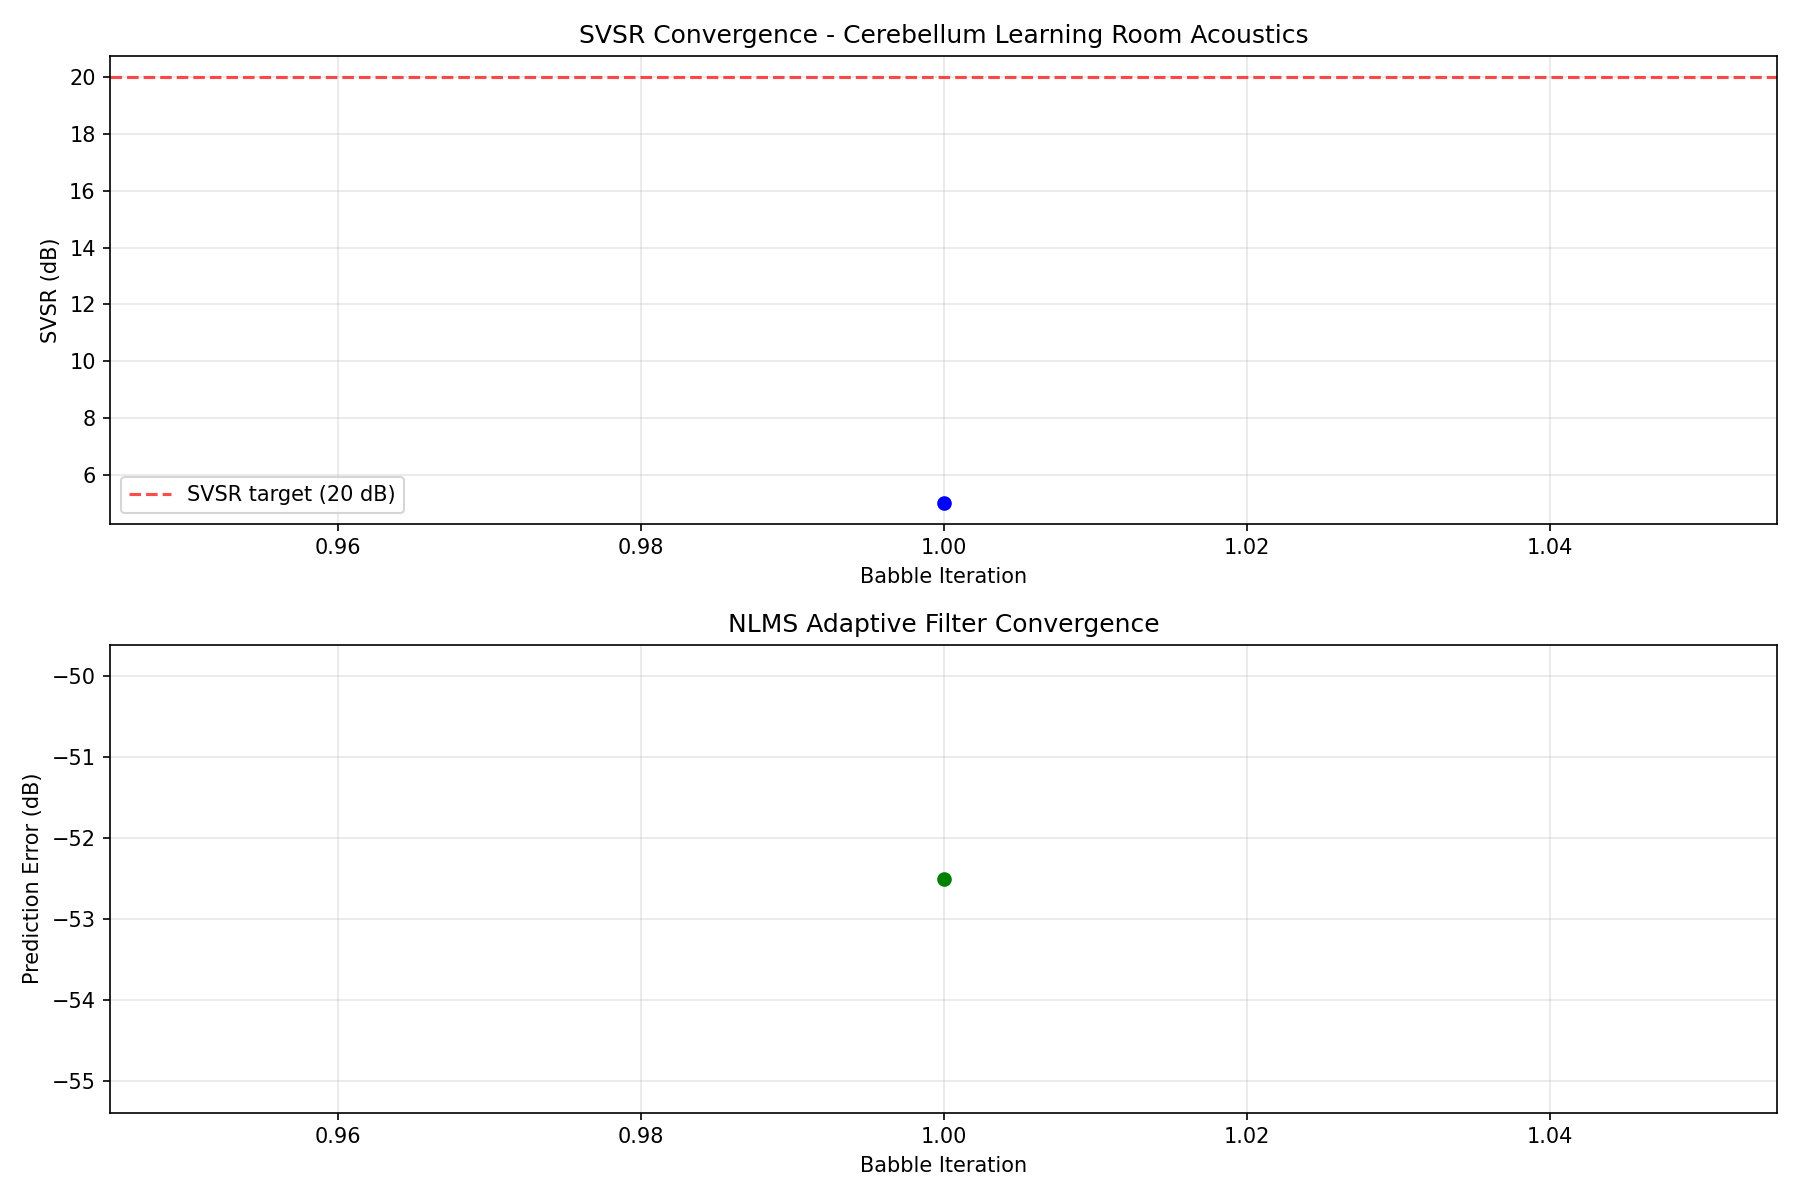 SVSR Convergence - Cerebellum Learning Room Acoustics
SVSR (dB)
20
18
16
14
12
10
8
6
SVSR target (20 dB)
0.96 0.98 1.00 1.02 1.04
Babble Iteration
NLMS Adaptive Filter Convergence
Prediction Error (dB)
−50
−51
−52
−53
−54
−55
0.96 0.98 1.00 1.02 1.04
Babble Iteration